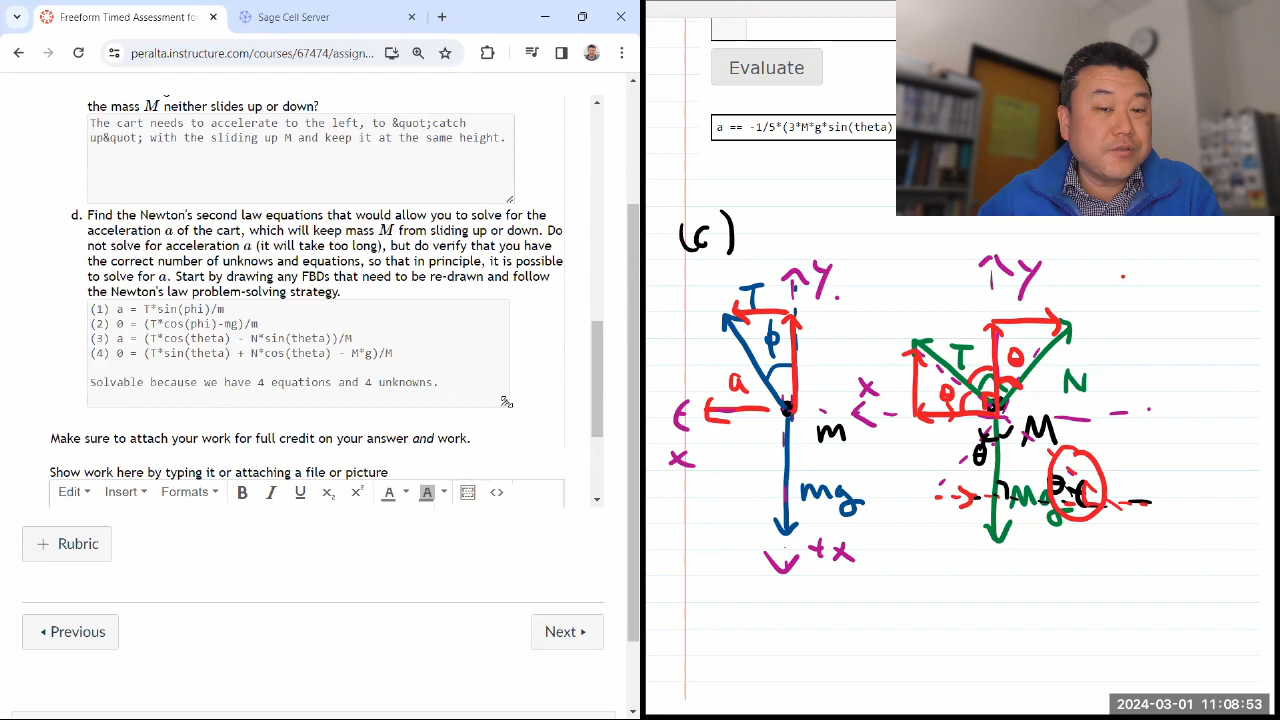 Freeform Timed Assessment for
Sage Cell Server
peralta.instructure.com/courses/67474/assign...
the mass M neither slides up or down?
The cart needs to accelerate to the left, to &quot;catch
up&quot; with the sliding up M and keep it at the same height.
d. Find the Newton's second law equations that would allow you to solve for the
acceleration a of the cart, which will keep mass M from sliding up or down. Do
not solve for acceleration a (it will take too long), but do verify that you have
the correct number of unknows and equations, so that in principle, it is possible
to solve for a. Start by drawing any FBDs that need to be re-drawn and follow
the Newton's law problem-solving strategy.
(1) a = T*sin(phi)/m
(2) 0 = (T*cos(phi)-mg)/m
(3) a = (T*cos(theta) - N*sin(theta))/M
(4) 0 = (T*sin(theta) + N*cos(theta) - M*g)/M
Solvable because we have 4 equations and 4 unknowns.
Make sure to attach your work for full credit on your answer and work.
Show work here by typing it or attaching a file or picture
Edit Insert Formats B I U x₂ x² A A <>
+ Rubric
Previous
Next
Evaluate
a == -1/5*(3*M*g*sin(theta)
(c)
y
y
T
φ
T
θ
N
a
θ
x
x
m
M
θ
mg
Mg
+x
2024-03-01 11:08:53